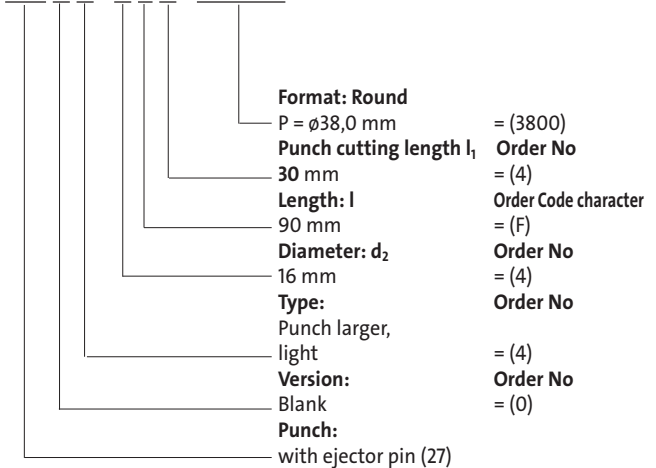 Format: Round
P = ø38,0 mm = (3800)
Punch cutting length l₁ Order No
30 mm = (4)
Length: l Order Code character
90 mm = (F)
Diameter: d₂ Order No
16 mm = (4)
Type: Order No
Punch larger,
light = (4)
Version: Order No
Blank = (0)
Punch:
with ejector pin (27)